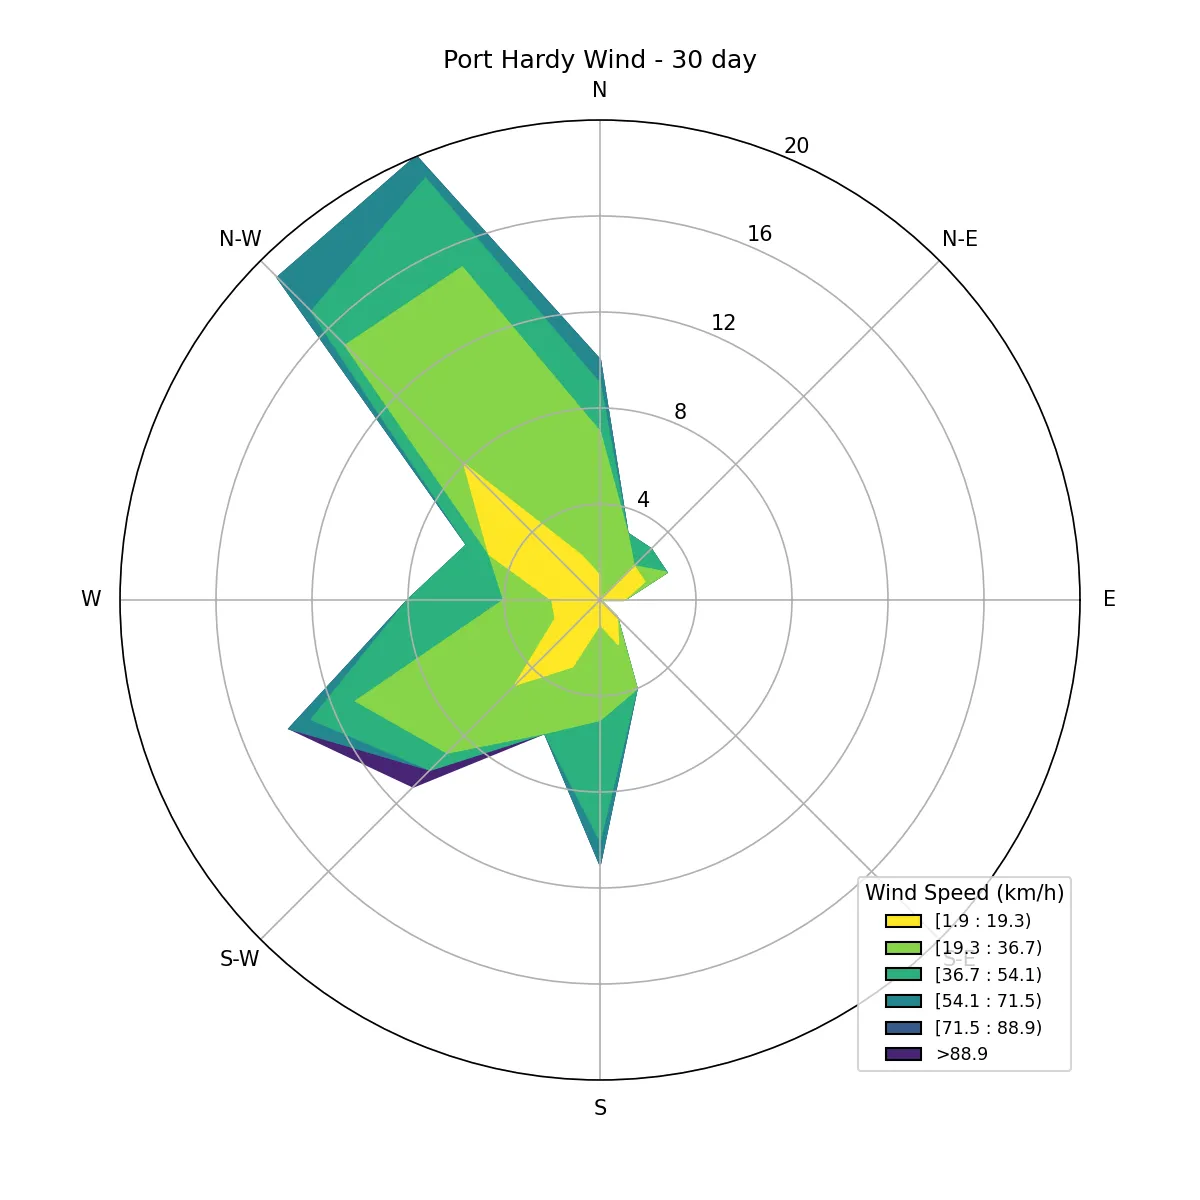 Port Hardy Wind - 30 day
N
20
16
N-W
N-E
12
8
4
W
E
Wind Speed (km/h)
[1.9 : 19.3)
[19.3 : 36.7)
S-W
S-E
[36.7 : 54.1)
[54.1 : 71.5)
[71.5 : 88.9)
>88.9
S